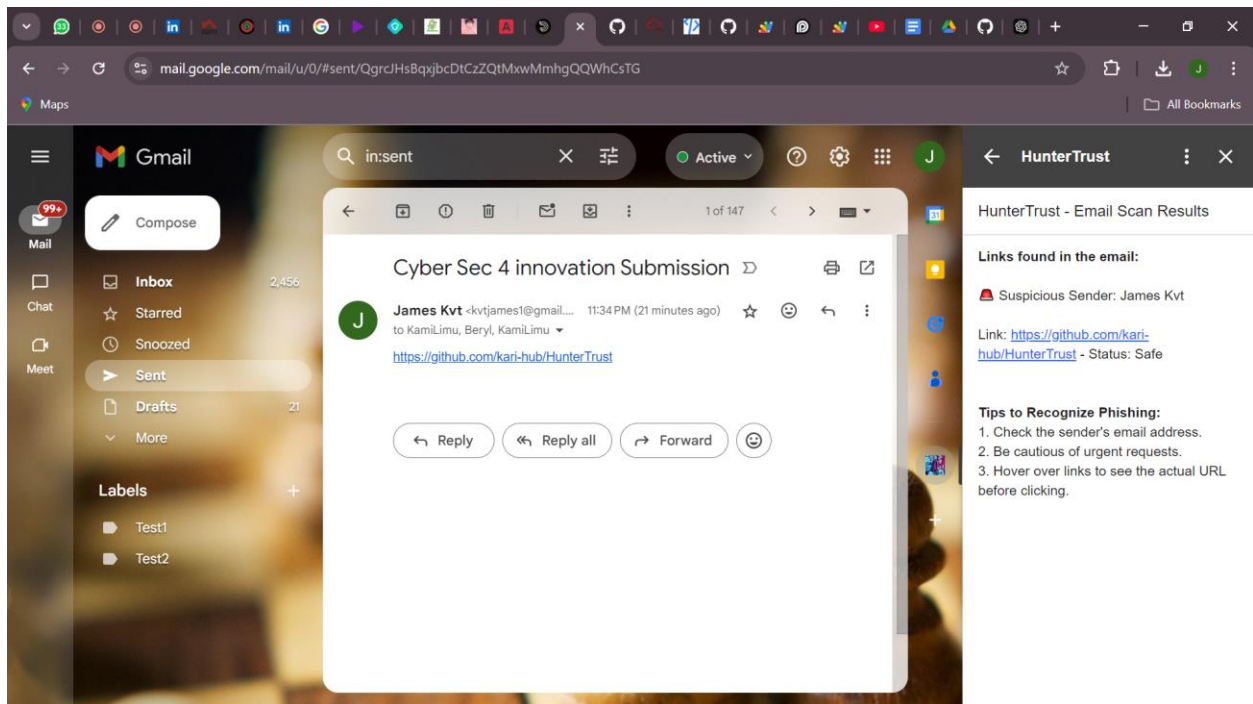 33
mail.google.com/mail/u/0/#sent/QgrcJHsBqxjbcDtCzZQtMxwMmhgQQWhCsTG
J
Maps
All Bookmarks
Gmail
in:sent
Active
J
HunterTrust
99+
Mail
Chat
Meet
Compose
Inbox 2,456
Starred
Snoozed
Sent
Drafts 21
More
Labels
Test1
Test2
1 of 147
31
Cyber Sec 4 innovation Submission
J
James Kvt <kvtjames1@gmail.... 11:34 PM (21 minutes ago)
to KamiLimu, Beryl, KamiLimu
https://github.com/kari-hub/HunterTrust
Reply
Reply all
Forward
HunterTrust - Email Scan Results
Links found in the email:
Suspicious Sender: James Kvt
Link: https://github.com/kari-
hub/HunterTrust - Status: Safe
Tips to Recognize Phishing:
1. Check the sender's email address.
2. Be cautious of urgent requests.
3. Hover over links to see the actual URL
before clicking.